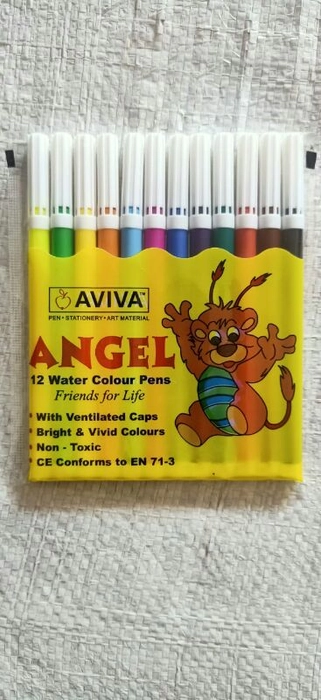 AVIVA™
PEN • STATIONERY • ART MATERIAL
ANGEL
12 Water Colour Pens
Friends for Life
• With Ventilated Caps
• Bright & Vivid Colours
• Non - Toxic
• CE Conforms to EN 71-3